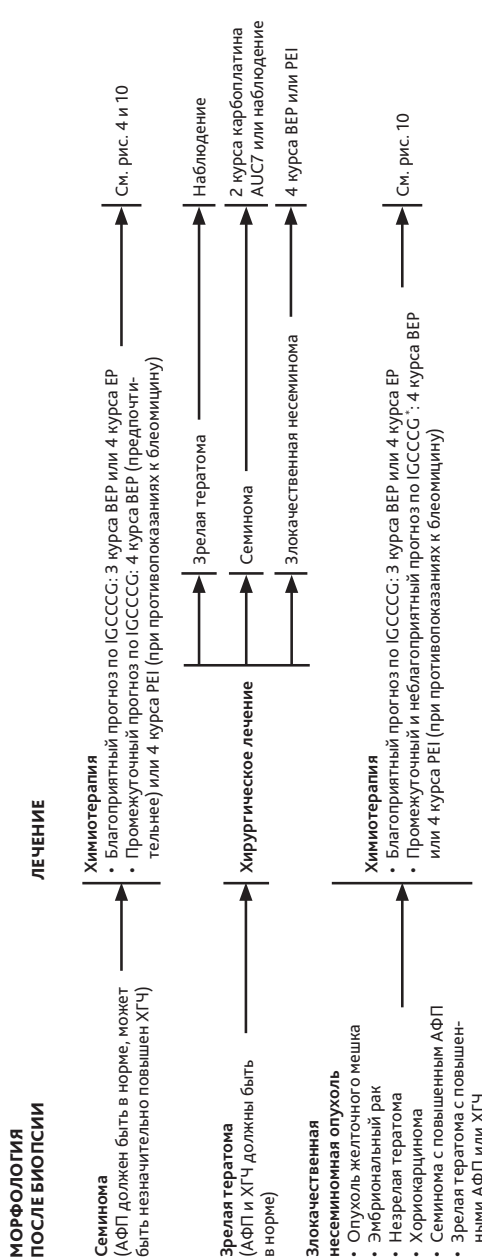 МОРФОЛОГИЯ
ПОСЛЕ БИОПСИИ
ЛЕЧЕНИЕ
Семинома
(АФП должен быть в норме, может
быть незначительно повышен ХГЧ)
Химиотерапия
• Благоприятный прогноз по IGCCCG: 3 курса BEP или 4 курса EP
• Промежуточный прогноз по IGCCCG: 4 курса BEP (предпочти-
тельнее) или 4 курса PEI (при противопоказаниях к блеомицину)
См. рис. 4 и 10
Зрелая тератома
(АФП и ХГЧ должны быть
в норме)
Хирургическое лечение
Зрелая тератома
Наблюдение
Семинома
2 курса карбоплатина
AUC7 или наблюдение
Злокачественная несеминома
4 курса BEP или PEI
Злокачественная
несеминомная опухоль
• Опухоль желточного мешка
• Эмбриональный рак
• Незрелая тератома
• Хориокарцинома
• Семинома с повышенным АФП
• Зрелая тератома с повышен-
ными АФП или ХГЧ
Химиотерапия
• Благоприятный прогноз по IGCCCG: 3 курса BEP или 4 курса EP
• Промежуточный и неблагоприятный прогноз по IGCCCG*: 4 курса BEP
или 4 курса PEI (при противопоказаниях к блеомицину)
См. рис. 10